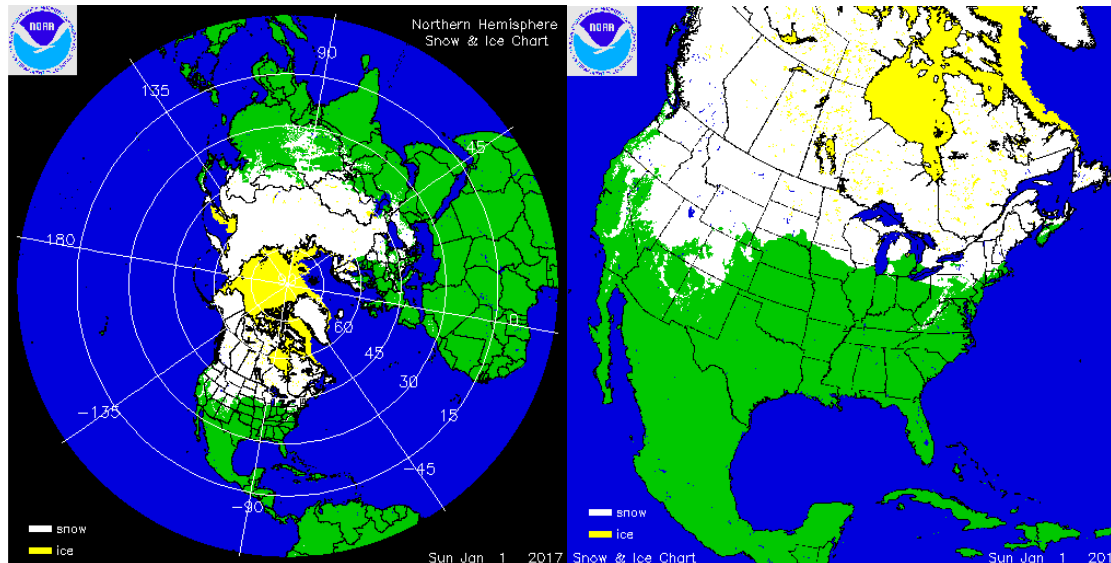 NOAA
Northern Hemisphere
Snow & Ice Chart
90
135
45
180
0
60
45
30
15
-135
-45
-90
snow
ice
Sun Jan 1 2017
NOAA
snow
ice
Snow & Ice Chart
Sun Jan 1 201